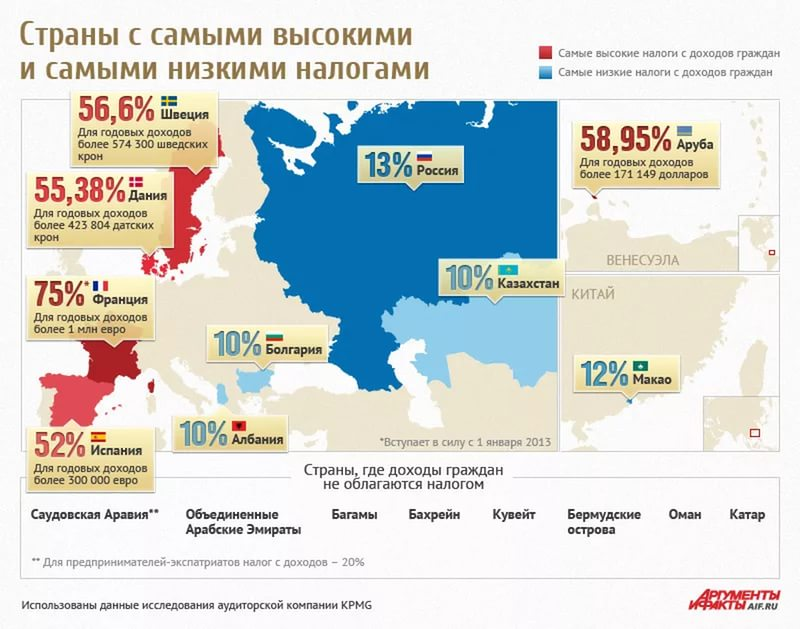 Страны с самыми высокими
и самыми низкими налогами
Самые высокие налоги с доходов граждан
Самые низкие налоги с доходов граждан
56,6% Швеция
Для годовых доходов
более 574 300 шведских
крон
55,38% Дания
Для годовых доходов
более 423 804 датских
крон
75%* Франция
Для годовых доходов
более 1 млн евро
52% Испания
Для годовых доходов
более 300 000 евро
13% Россия
10% Казахстан
10% Болгария
10% Албания
*Вступает в силу с 1 января 2013
58,95% Аруба
Для годовых доходов
более 171 149 долларов
ВЕНЕСУЭЛА
КИТАЙ
12% Макао
Страны, где доходы граждан
не облагаются налогом
Саудовская Аравия**
Объединенные
Арабские Эмираты
Багамы
Бахрейн
Кувейт
Бермудские
острова
Оман
Катар
** Для предпринимателей-экспатриатов налог с доходов – 20%
Использованы данные исследования аудиторской компании KPMG
АРГУМЕНТЫ
И ФАКТЫ AIF.RU